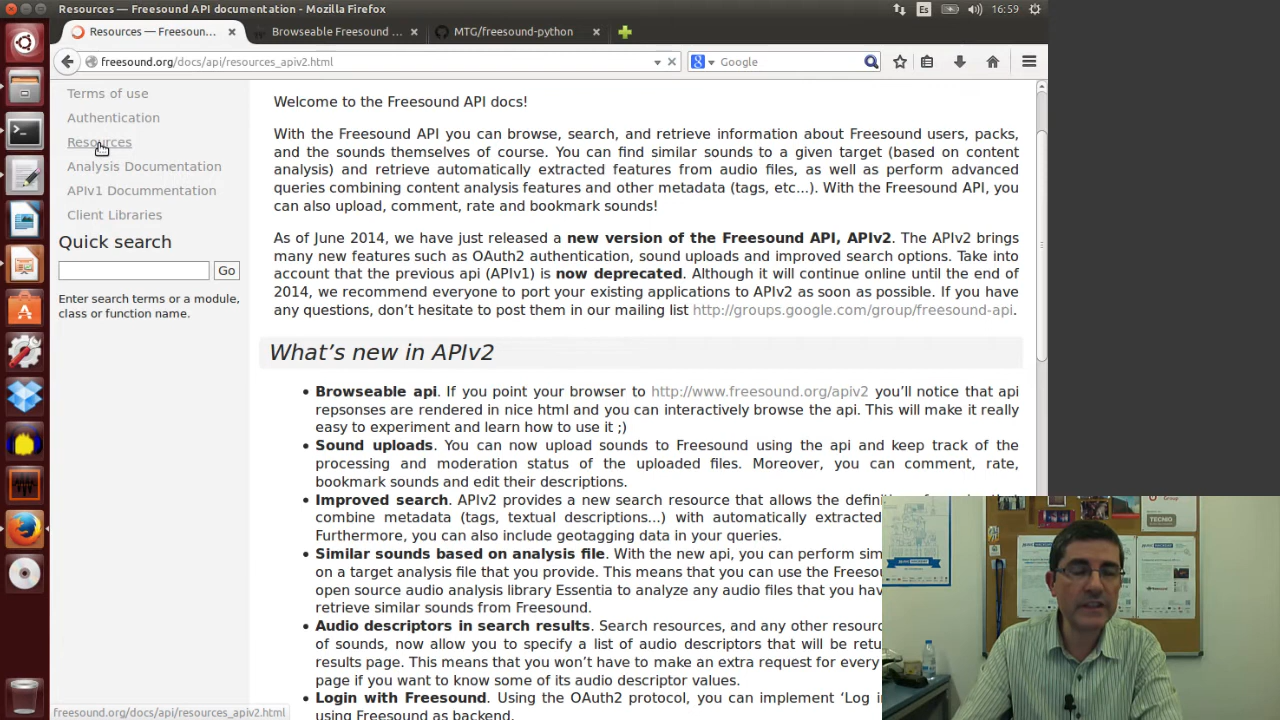 Resources — Freesound API documentation - Mozilla Firefox
Es
16:59
Resources — Freesoun...
Browseable Freesound ...
MTG/freesound-python
freesound.org/docs/api/resources_apiv2.html
Google
Terms of use
Authentication
Resources
Analysis Documentation
APIv1 Docummentation
Client Libraries
Quick search
Go
Enter search terms or a module,
class or function name.
Welcome to the Freesound API docs!
With the Freesound API you can browse, search, and retrieve information about Freesound users, packs,
and the sounds themselves of course. You can find similar sounds to a given target (based on content
analysis) and retrieve automatically extracted features from audio files, as well as perform advanced
queries combining content analysis features and other metadata (tags, etc...). With the Freesound API, you
can also upload, comment, rate and bookmark sounds!
As of June 2014, we have just released a new version of the Freesound API, APIv2. The APIv2 brings
many new features such as OAuth2 authentication, sound uploads and improved search options. Take into
account that the previous api (APIv1) is now deprecated. Although it will continue online until the end of
2014, we recommend everyone to port your existing applications to APIv2 as soon as possible. If you have
any questions, don't hesitate to post them in our mailing list http://groups.google.com/group/freesound-api.
What's new in APIv2
• Browseable api. If you point your browser to http://www.freesound.org/apiv2 you'll notice that api
repsonses are rendered in nice html and you can interactively browse the api. This will make it really
easy to experiment and learn how to use it ;)
• Sound uploads. You can now upload sounds to Freesound using the api and keep track of the
processing and moderation status of the uploaded files. Moreover, you can comment, rate,
bookmark sounds and edit their descriptions.
• Improved search. APIv2 provides a new search resource that allows the
combine metadata (tags, textual descriptions...) with automatically extracted
Furthermore, you can also include geotagging data in your queries.
• Similar sounds based on analysis file. With the new api, you can perform sim
on a target analysis file that you provide. This means that you can use the Freesou
open source audio analysis library Essentia to analyze any audio files that you hav
retrieve similar sounds from Freesound.
• Audio descriptors in search results. Search resources, and any other resourc
of sounds, now allow you to specify a list of audio descriptors that will be retu
results page. This means that you won't have to make an extra request for every
page if you want to know some of its audio descriptor values.
• Login with Freesound. Using the OAuth2 protocol, you can implement 'Log i
using Freesound as backend.
freesound.org/docs/api/resources_apiv2.html
TECNIO